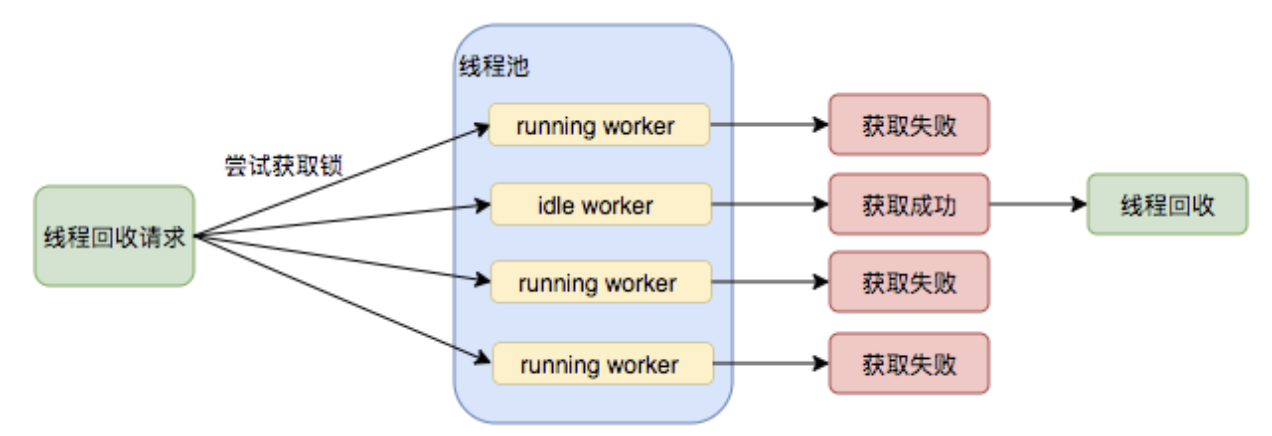 线程池
running worker
获取失败
尝试获取锁
idle worker
获取成功
线程回收
线程回收请求
running worker
获取失败
running worker
获取失败